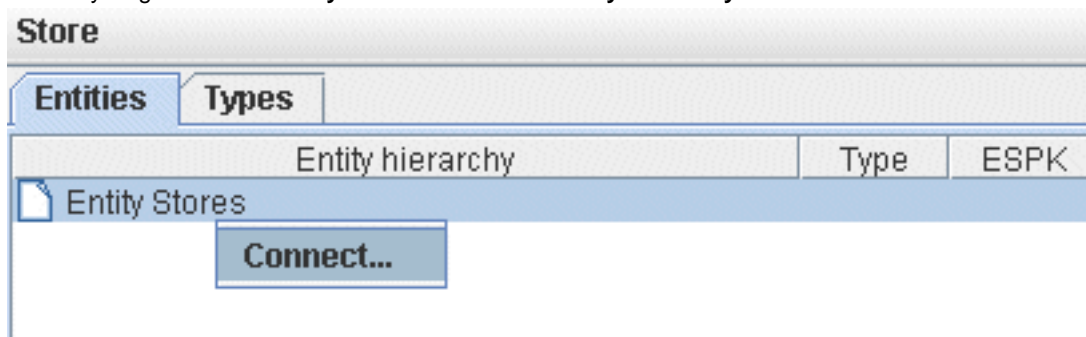 Store
Entities Types
Entity hierarchy Type ESPK
Entity Stores
Connect...